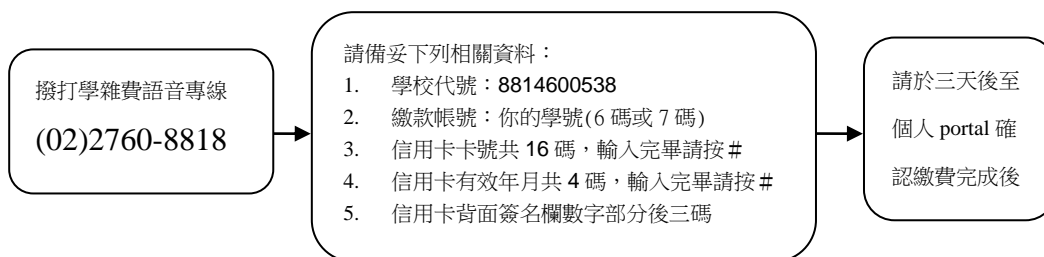 撥打學雜費語音專線
(02)2760-8818
請備妥下列相關資料：
1. 學校代號：8814600538
2. 繳款帳號：你的學號(6 碼或 7 碼)
3. 信用卡卡號共 16 碼，輸入完畢請按＃
4. 信用卡有效年月共 4 碼，輸入完畢請按＃
5. 信用卡背面簽名欄數字部分後三碼
請於三天後至
個人 portal 確
認繳費完成後